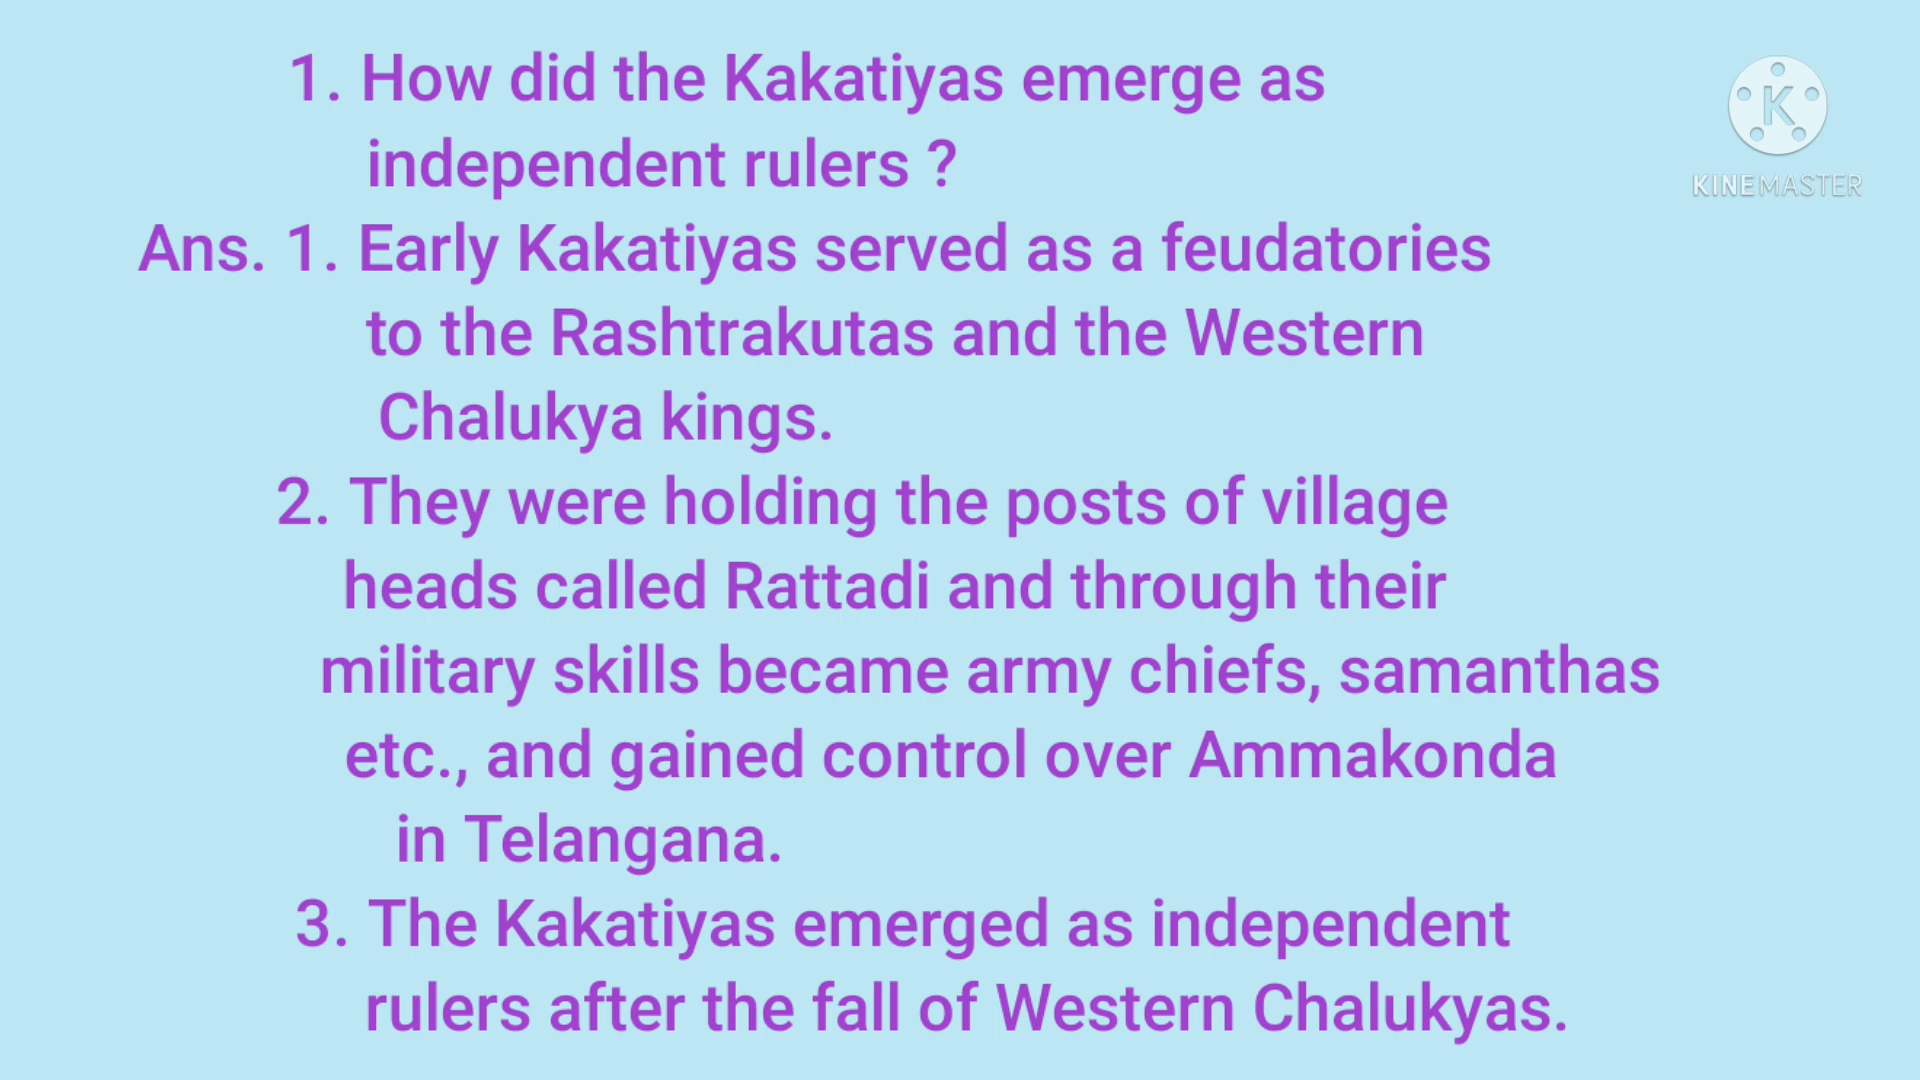 1. How did the Kakatiyas emerge as
independent rulers ?
Ans. 1. Early Kakatiyas served as a feudatories
to the Rashtrakutas and the Western
Chalukya kings.
2. They were holding the posts of village
heads called Rattadi and through their
military skills became army chiefs, samanthas
etc., and gained control over Ammakonda
in Telangana.
3. The Kakatiyas emerged as independent
rulers after the fall of Western Chalukyas.
K
KINEMASTER